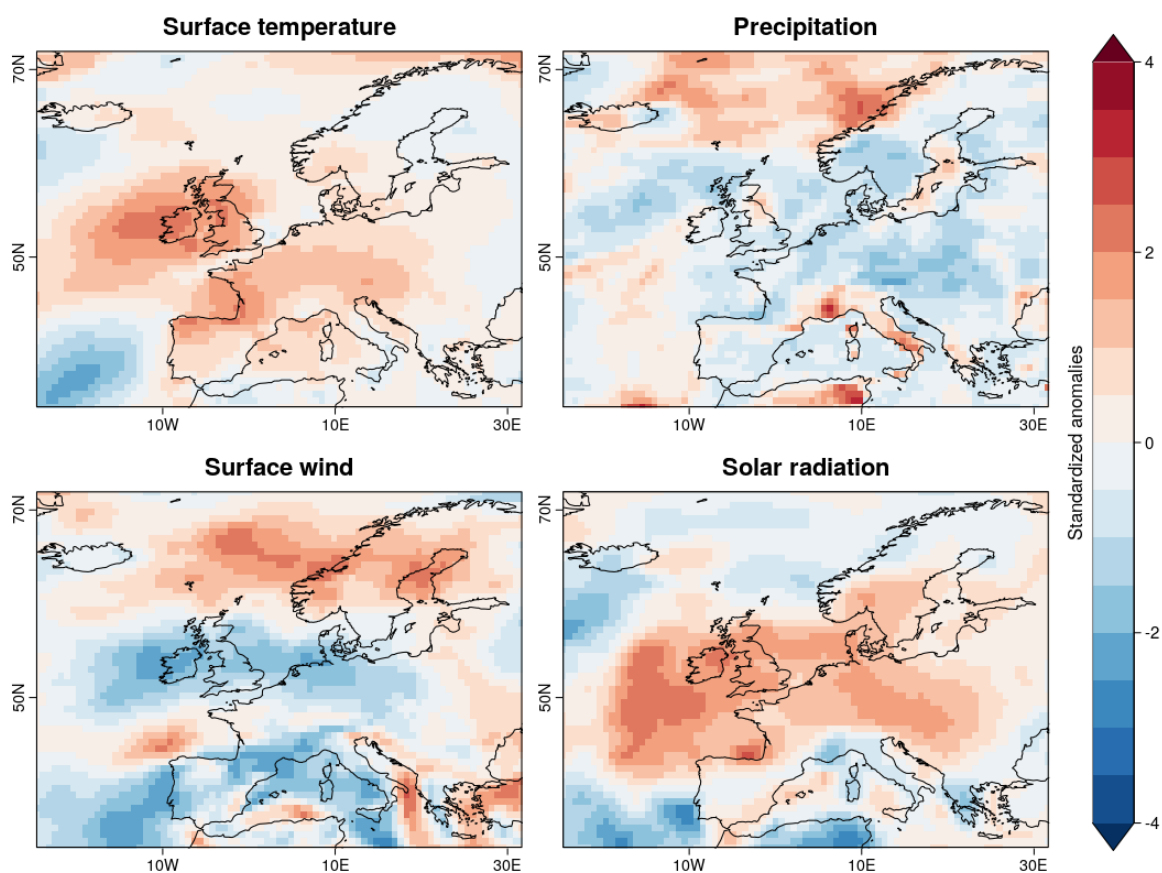 Surface temperature
Precipitation
70N
50N
10W
10E
30E
70N
50N
10W
10E
30E
Surface wind
Solar radiation
70N
50N
10W
10E
30E
70N
50N
10W
10E
30E
4
2
0
-2
-4
Standardized anomalies